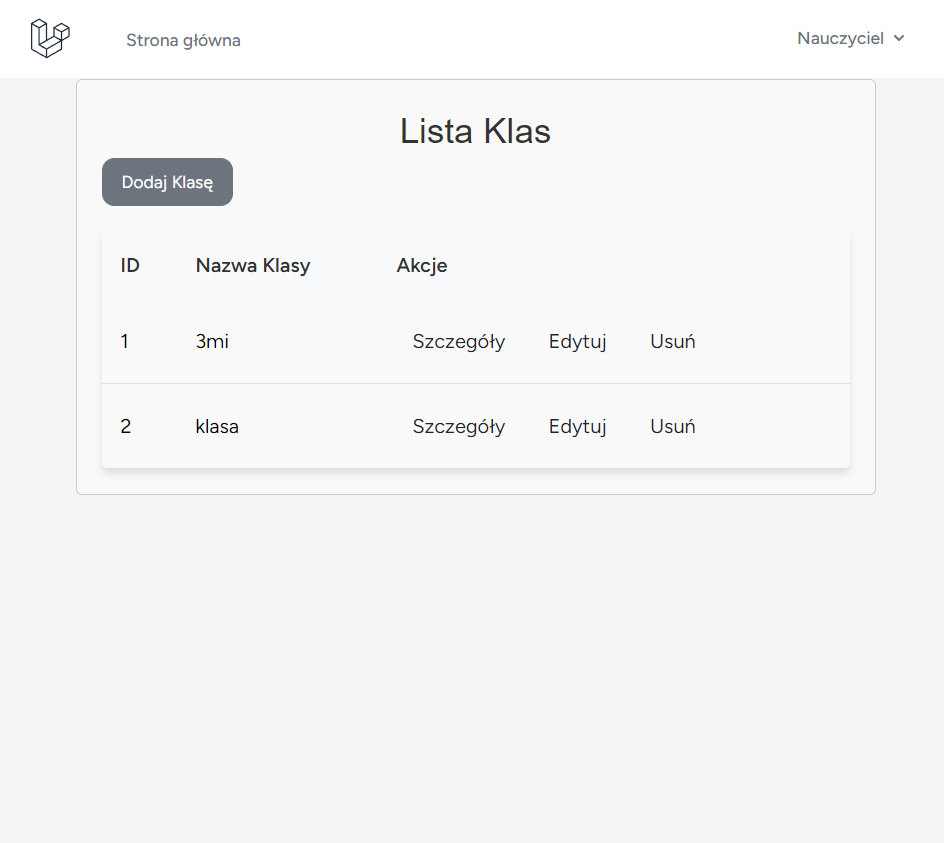 Strona główna
Nauczyciel
Lista Klas
Dodaj Klasę
ID Nazwa Klasy Akcje
1 3mi Szczegóły Edytuj Usuń
2 klasa Szczegóły Edytuj Usuń